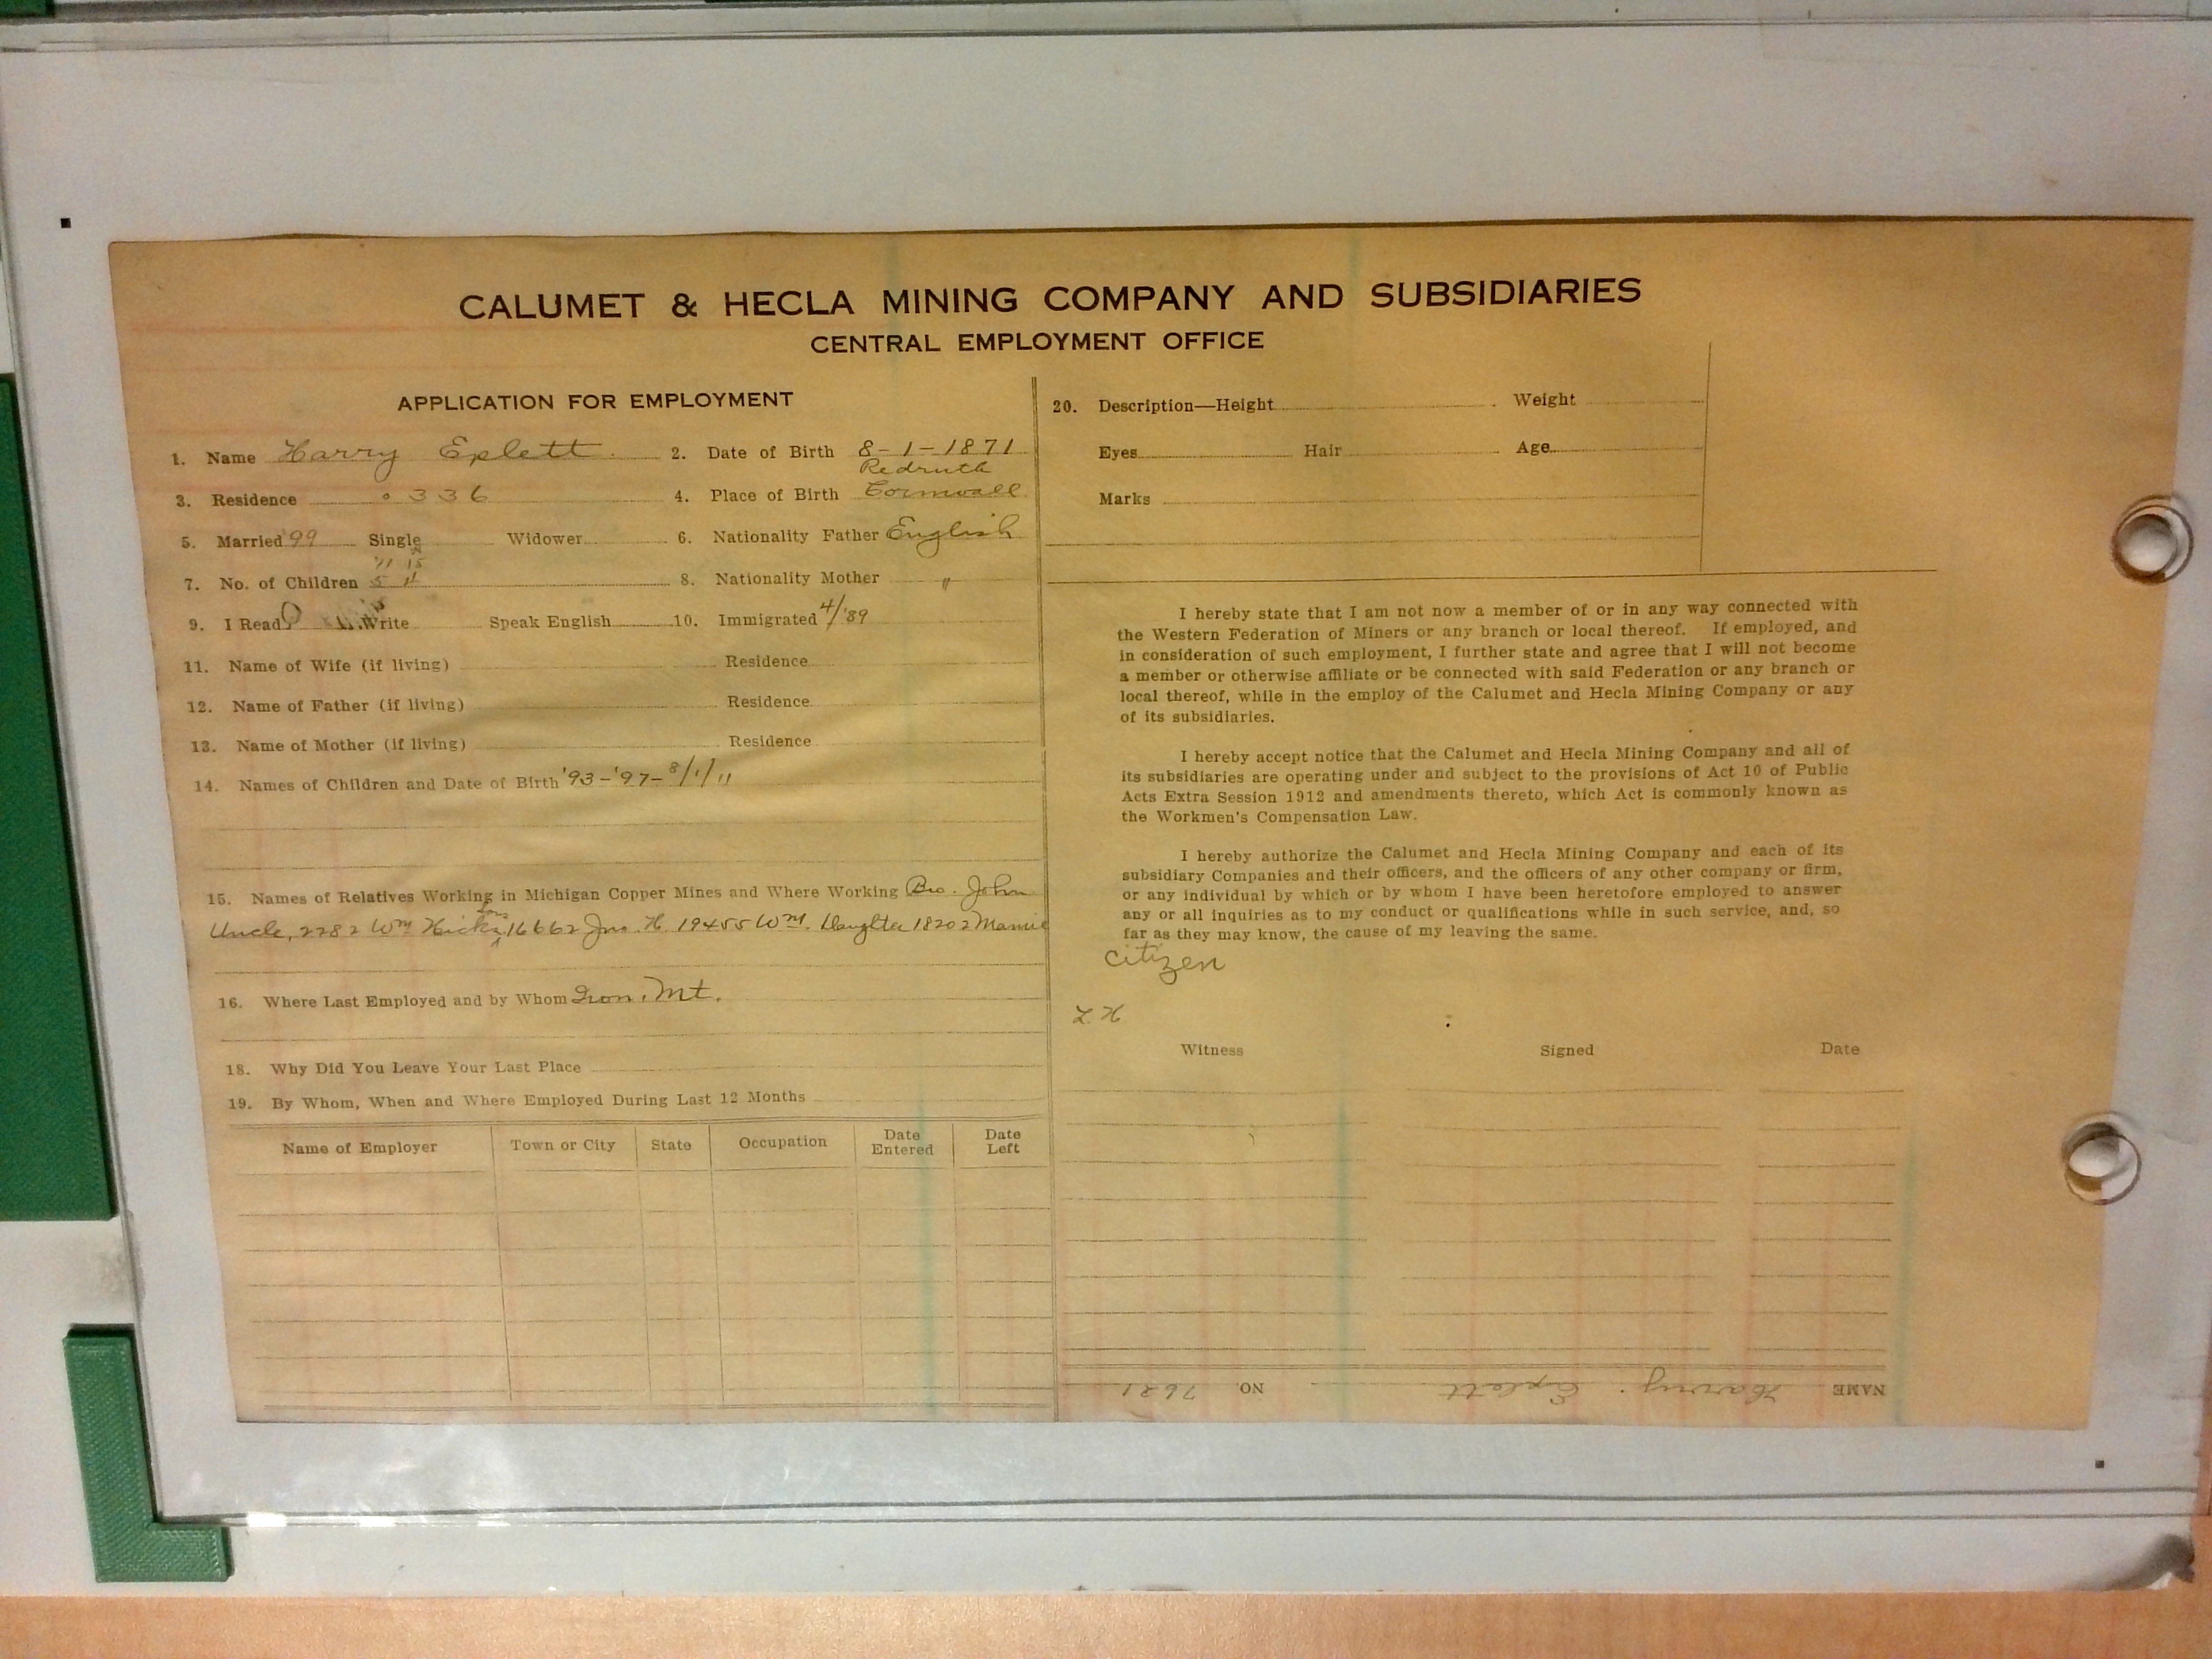 CALUMET & HECLA MINING COMPANY AND SUBSIDIARIES
CENTRAL EMPLOYMENT OFFICE
APPLICATION FOR EMPLOYMENT
1. Name Harry Eplett 2. Date of Birth 8-1-1871
Redruth
3. Residence 336 4. Place of Birth Cornwall
5. Married '99 Single Widower 6. Nationality Father English
'11 15
7. No. of Children 5 11 8. Nationality Mother "
9. I Read Write Speak English 10. Immigrated 4/'89
11. Name of Wife (if living) Residence
12. Name of Father (if living) Residence
13. Name of Mother (if living) Residence
14. Names of Children and Date of Birth '93-'97-8/1/11
15. Names of Relatives Working in Michigan Copper Mines and Where Working Bro. John
Uncle, 2282 Wm Hicks, Sons 16662 Jno. H. 19455 Wm. Daughter 18202 Mamie
16. Where Last Employed and by Whom Iron. Mt.
18. Why Did You Leave Your Last Place
19. By Whom, When and Where Employed During Last 12 Months
Name of Employer Town or City State Occupation Date Entered Date Left
20. Description—Height Weight
Eyes Hair Age
Marks
I hereby state that I am not now a member of or in any way connected with
the Western Federation of Miners or any branch or local thereof. If employed, and
in consideration of such employment, I further state and agree that I will not become
a member or otherwise affiliate or be connected with said Federation or any branch or
local thereof, while in the employ of the Calumet and Hecla Mining Company or any
of its subsidiaries.
I hereby accept notice that the Calumet and Hecla Mining Company and all of
its subsidiaries are operating under and subject to the provisions of Act 10 of Public
Acts Extra Session 1912 and amendments thereto, which Act is commonly known as
the Workmen's Compensation Law.
I hereby authorize the Calumet and Hecla Mining Company and each of its
subsidiary Companies and their officers, and the officers of any other company or firm,
or any individual by which or by whom I have been heretofore employed to answer
any or all inquiries as to my conduct or qualifications while in such service, and, so
far as they may know, the cause of my leaving the same.
citizen
Witness Signed Date
NAME Harry Eplett NO. 7621